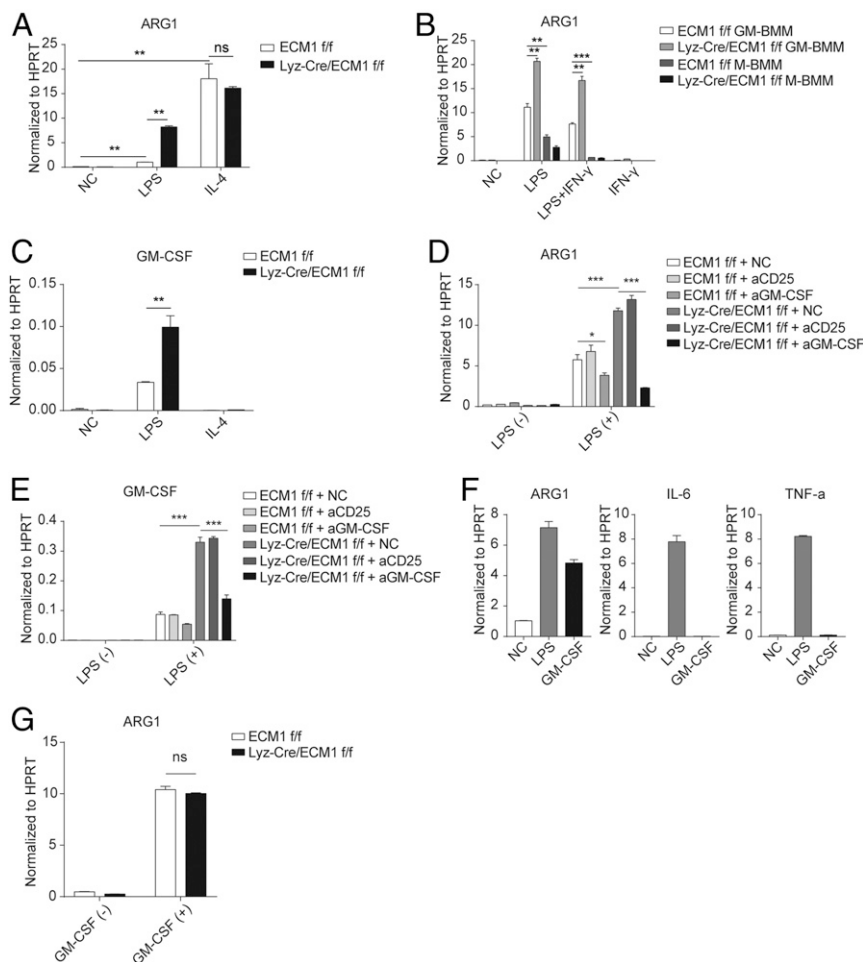 A
ARG1
ns
**
**
**
ECM1 f/f
Lyz-Cre/ECM1 f/f
Normalized to HPRT
25
20
15
10
5
0
NC
LPS
IL-4
B
ARG1
**
**
***
**
ECM1 f/f GM-BMM
Lyz-Cre/ECM1 f/f GM-BMM
ECM1 f/f M-BMM
Lyz-Cre/ECM1 f/f M-BMM
Normalized to HPRT
25
20
15
10
5
0
NC
LPS
LPS+IFN-γ
IFN-γ
C
GM-CSF
**
ECM1 f/f
Lyz-Cre/ECM1 f/f
Normalized to HPRT
0.15
0.10
0.05
0.00
NC
LPS
IL-4
D
ARG1
*** ***
*
ECM1 f/f + NC
ECM1 f/f + aCD25
ECM1 f/f + aGM-CSF
Lyz-Cre/ECM1 f/f + NC
Lyz-Cre/ECM1 f/f + aCD25
Lyz-Cre/ECM1 f/f + aGM-CSF
Normalized to HPRT
15
10
5
0
LPS (-)
LPS (+)
E
GM-CSF
*** ***
ECM1 f/f + NC
ECM1 f/f + aCD25
ECM1 f/f + aGM-CSF
Lyz-Cre/ECM1 f/f + NC
Lyz-Cre/ECM1 f/f + aCD25
Lyz-Cre/ECM1 f/f + aGM-CSF
Normalized to HPRT
0.4
0.3
0.2
0.1
0.0
LPS (-)
LPS (+)
F
ARG1
Normalized to HPRT
8
6
4
2
0
NC
LPS
GM-CSF
IL-6
Normalized to HPRT
10
8
6
4
2
0
NC
LPS
GM-CSF
TNF-a
Normalized to HPRT
10
8
6
4
2
0
NC
LPS
GM-CSF
G
ARG1
ns
ECM1 f/f
Lyz-Cre/ECM1 f/f
Normalized to HPRT
15
10
5
0
GM-CSF (-)
GM-CSF (+)